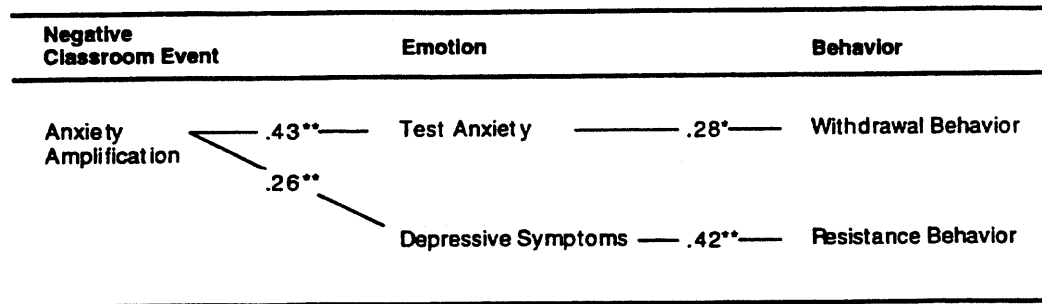 Negative
Classroom Event
Emotion
Behavior
Anxiety
Amplification
.43**
Test Anxiety
.28*
Withdrawal Behavior
.26**
Depressive Symptoms
.42**
Resistance Behavior